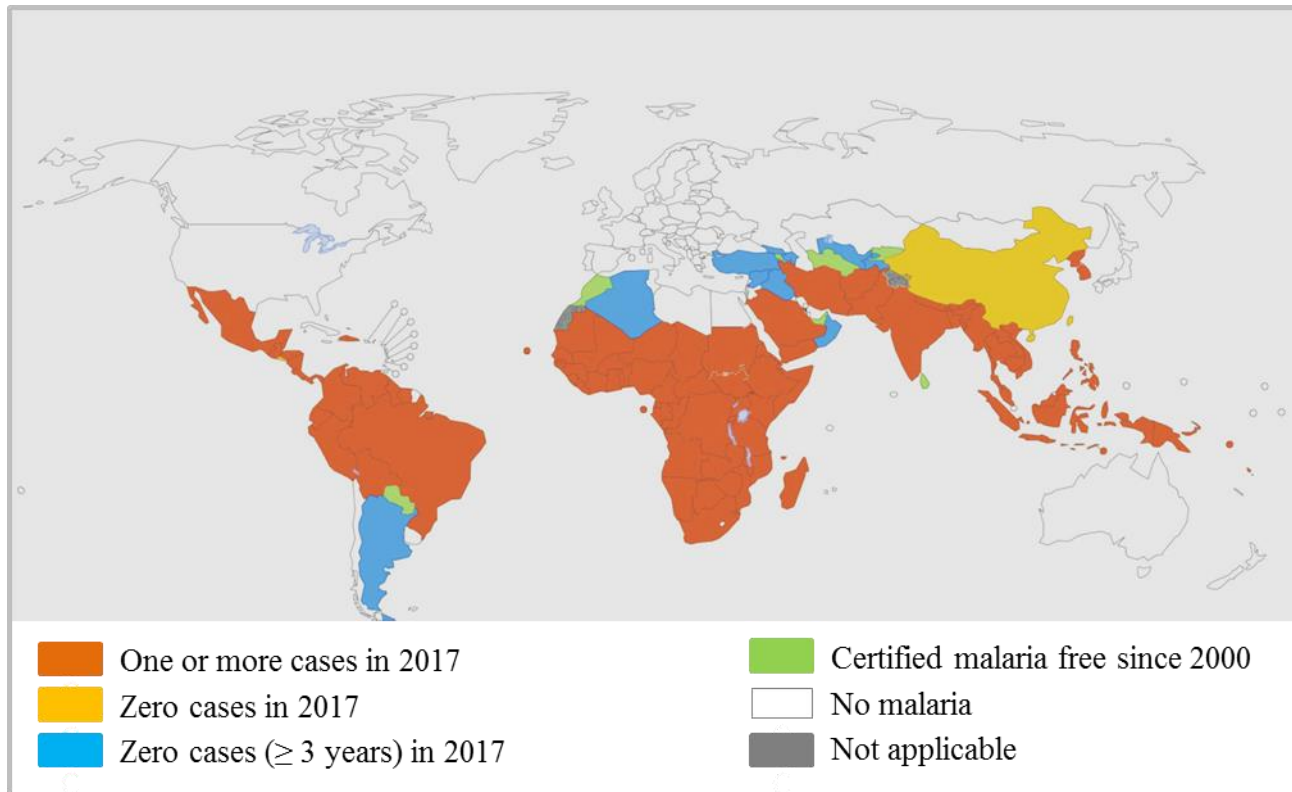 One or more cases in 2017
Zero cases in 2017
Zero cases (≥ 3 years) in 2017
Certified malaria free since 2000
No malaria
Not applicable